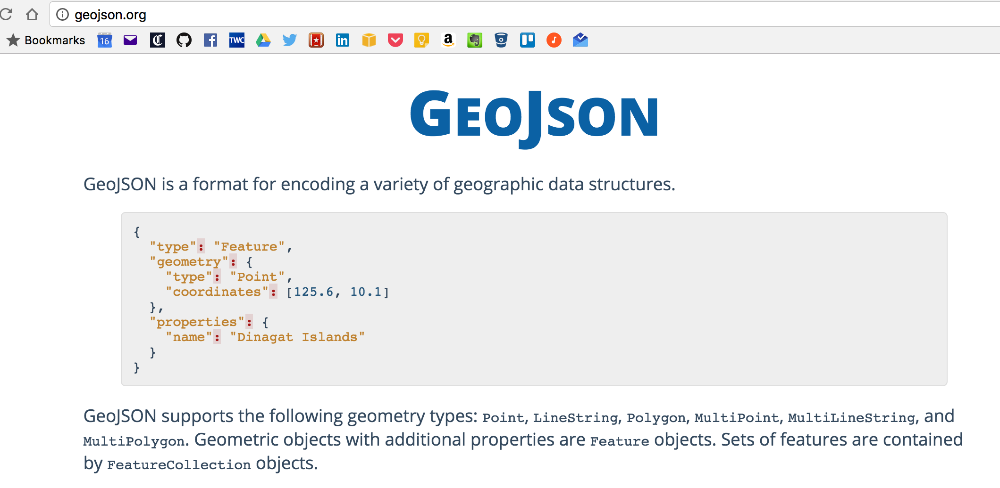 geojson.org
Bookmarks 16 C f TWC in a
GEOJSON
GeoJSON is a format for encoding a variety of geographic data structures.
{
  "type": "Feature",
  "geometry": {
    "type": "Point",
    "coordinates": [125.6, 10.1]
  },
  "properties": {
    "name": "Dinagat Islands"
  }
}
GeoJSON supports the following geometry types: Point, LineString, Polygon, MultiPoint, MultiLineString, and
MultiPolygon. Geometric objects with additional properties are Feature objects. Sets of features are contained
by FeatureCollection objects.